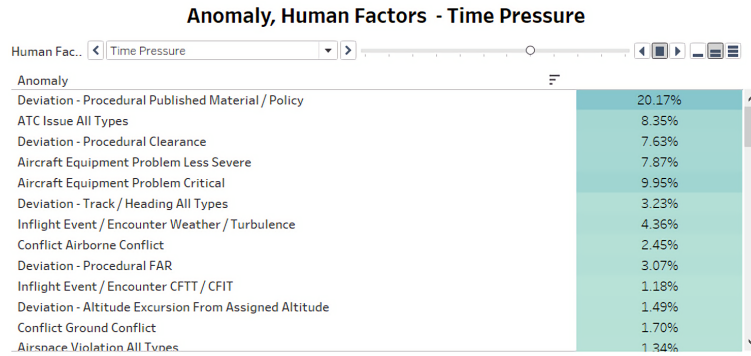 Anomaly, Human Factors - Time Pressure
Human Fac.. Time Pressure
Anomaly
Deviation - Procedural Published Material / Policy 20.17%
ATC Issue All Types 8.35%
Deviation - Procedural Clearance 7.63%
Aircraft Equipment Problem Less Severe 7.87%
Aircraft Equipment Problem Critical 9.95%
Deviation - Track / Heading All Types 3.23%
Inflight Event / Encounter Weather / Turbulence 4.36%
Conflict Airborne Conflict 2.45%
Deviation - Procedural FAR 3.07%
Inflight Event / Encounter CFTT / CFIT 1.18%
Deviation - Altitude Excursion From Assigned Altitude 1.49%
Conflict Ground Conflict 1.70%
Airspace Violation All Types 1.34%